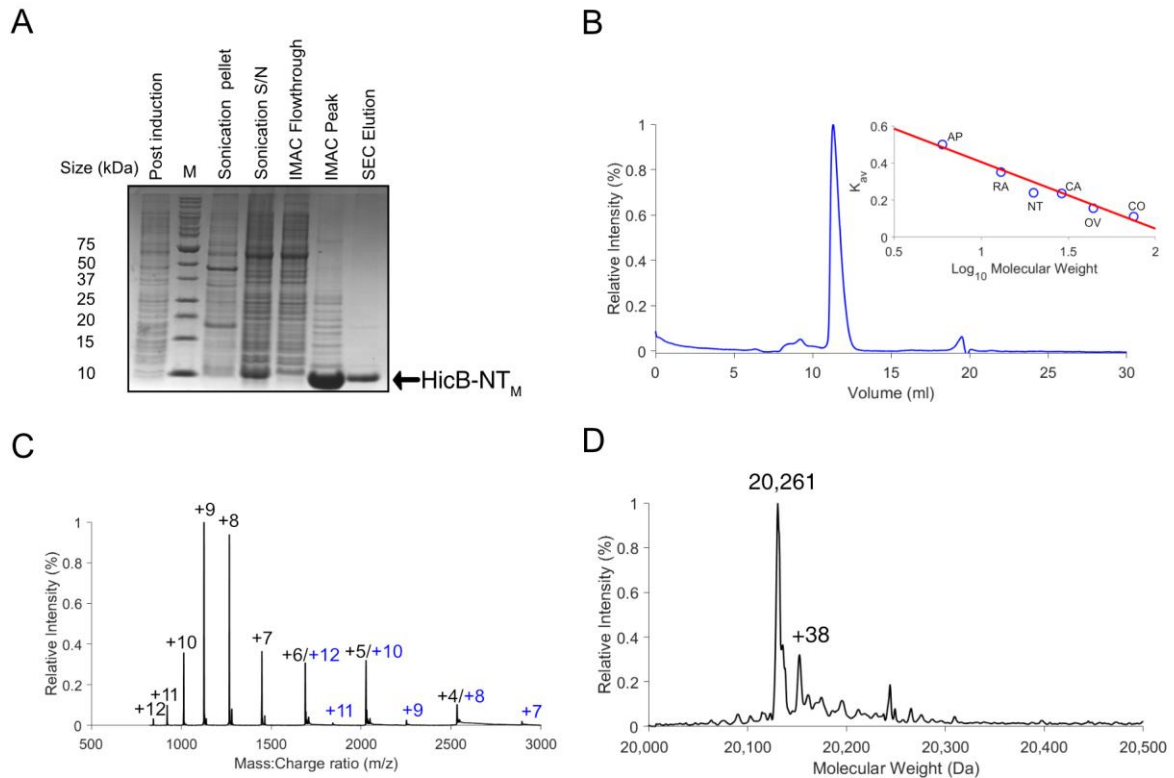 A
Post induction
M
Sonication pellet
Sonication S/N
IMAC Flowthrough
IMAC Peak
SEC Elution
Size (kDa)
75
50
37
25
20
15
10
HicB-NTM
B
Relative Intensity (%)
1
0.8
0.6
0.4
0.2
0
0 5 10 15 20 25 30
Volume (ml)
Kav
0.6
0.4
0.2
0
AP
RA
NT
CA
OV
CO
0.5 1 1.5 2
Log10 Molecular Weight
C
Relative Intensity (%)
1
0.8
0.6
0.4
0.2
0
+12
+11
+10
+9
+8
+7
+6/+12
+11
+5/+10
+9
+4/+8
+7
500 1000 1500 2000 2500 3000
Mass:Charge ratio (m/z)
D
Relative Intensity (%)
1
0.8
0.6
0.4
0.2
0
20,261
+38
20,000 20,100 20,200 20,300 20,400 20,500
Molecular Weight (Da)